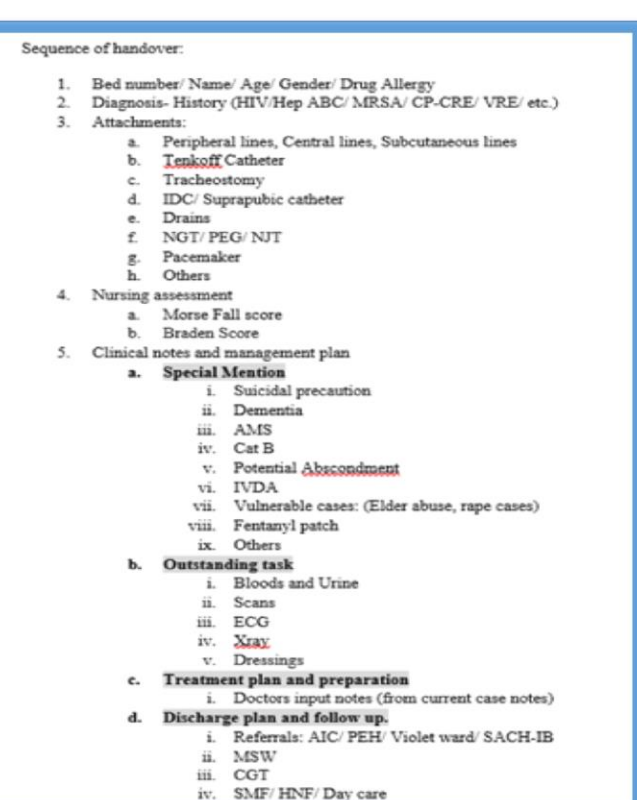 Sequence of handover:
1. Bed number/ Name/ Age/ Gender/ Drug Allergy
2. Diagnosis- History (HIV/Hep ABC/ MRSA/ CP-CRE/ VRE/ etc.)
3. Attachments:
a. Peripheral lines, Central lines, Subcutaneous lines
b. Tenkoff Catheter
c. Tracheostomy
d. IDC/ Suprapubic catheter
e. Drains
f. NGT/ PEG/ NJT
g. Pacemaker
h. Others
4. Nursing assessment
a. Morse Fall score
b. Braden Score
5. Clinical notes and management plan
a. Special Mention
i. Suicidal precaution
ii. Dementia
iii. AMS
iv. Cat B
v. Potential Abscondment
vi. IVDA
vii. Vulnerable cases: (Elder abuse, rape cases)
viii. Fentanyl patch
ix. Others
b. Outstanding task
i. Bloods and Urine
ii. Scans
iii. ECG
iv. Xray
v. Dressings
c. Treatment plan and preparation
i. Doctors input notes (from current case notes)
d. Discharge plan and follow up.
i. Referrals: AIC/ PEH/ Violet ward/ SACH-IB
ii. MSW
iii. CGT
iv. SMF/ HNF/ Day care